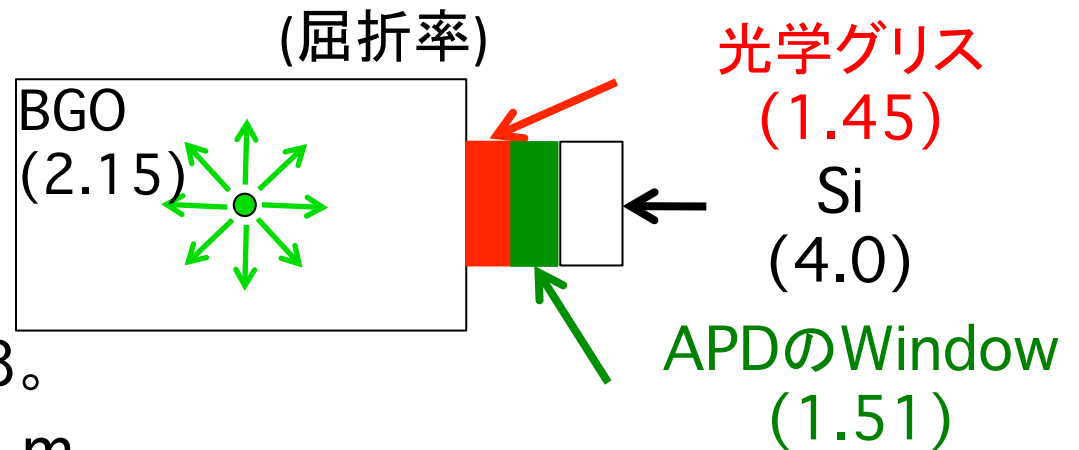 (屈折率)
BGO
(2.15)
光学グリス
(1.45)
Si
(4.0)
APDのWindow
(1.51)
。
m